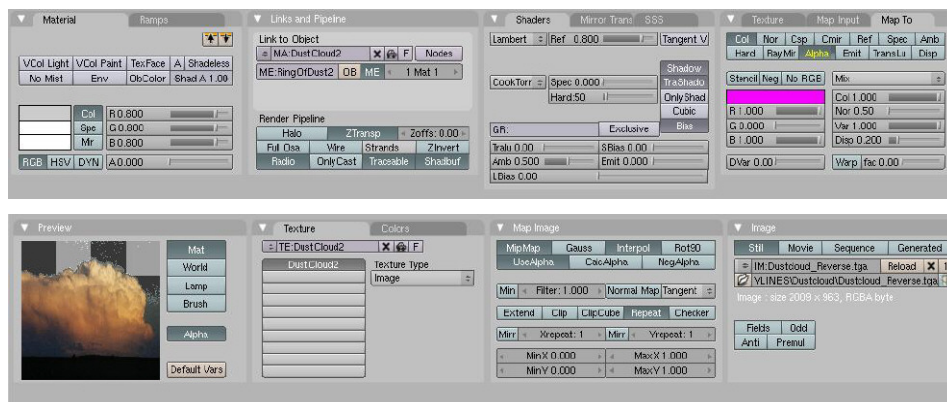 Material Ramps
VCol Light VCol Paint TexFace A Shadeless
No Mist Env ObColor Shad A 1.00
Col R 0.800
Spe G 0.800
Mir B 0.800
RGB HSV DYN A 0.000
Links and Pipeline
Link to Object
MA:DustCloud2 X F Nodes
ME:RingOfDust2 OB ME 1 Mat 1
Render Pipeline
Halo ZTransp Zoffs: 0.00
Full Osa Wire Strands ZInvert
Radio OnlyCast Traceable Shadbuf
Shaders Mirror Trans SSS
Lambert Ref 0.800 Tangent V
Shadow
CookTorr Spec 0.000 TraShado
Hard:50 OnlyShad
Cubic
GR: Exclusive Bias
Tralu 0.00 SBias 0.00
Amb 0.500 Emit 0.000
LBias 0.00
Texture Map Input Map To
Col Nor Csp Cmir Ref Spec Amb
Hard RayMir Alpha Emit TransLu Disp
Stencil Neg No RGB Mix
Col 1.000
R 1.000 Nor 0.50
G 0.000 Var 1.000
B 1.000 Disp 0.200
DVar 0.00 Warp fac 0.00
Preview
Mat
World
Lamp
Brush
Alpha
Default Vars
Texture Colors
TE:DustCloud2 X F
DustCloud2 Texture Type
Image
Map Image
MipMap Gauss Interpol Rot90
UseAlpha CalcAlpha NegAlpha
Min Filter: 1.000 Normal Map Tangent
Extend Clip ClipCube Repeat Checker
Mirr Xrepeat: 1 Mirr Yrepeat: 1
MinX 0.000 MaxX 1.000
MinY 0.000 MaxY 1.000
Image
Still Movie Sequence Generated
IM:Dustcloud_Reverse.tga Reload X
YLINES\Dustcloud\Dustcloud_Reverse.tga
Image : size 2009 x 963, RGBA byte
Fields Odd
Anti Premul